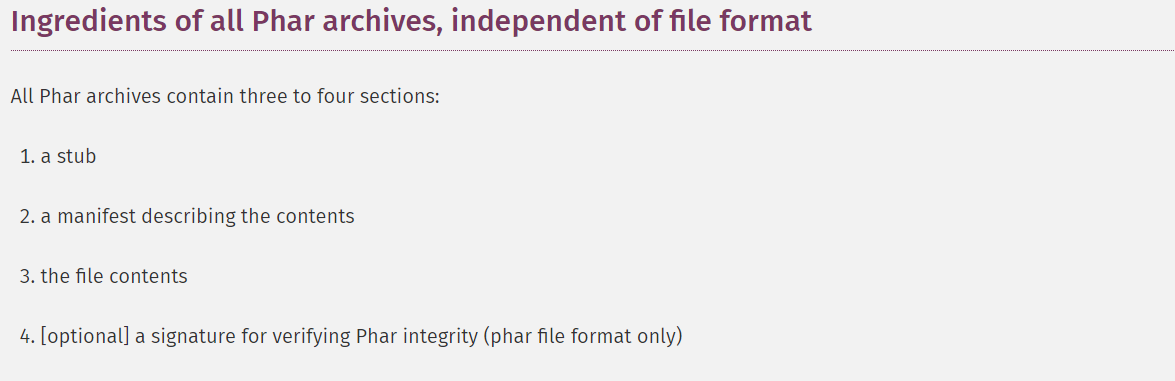 Ingredients of all Phar archives, independent of file format
All Phar archives contain three to four sections:
1. a stub
2. a manifest describing the contents
3. the file contents
4. [optional] a signature for verifying Phar integrity (phar file format only)